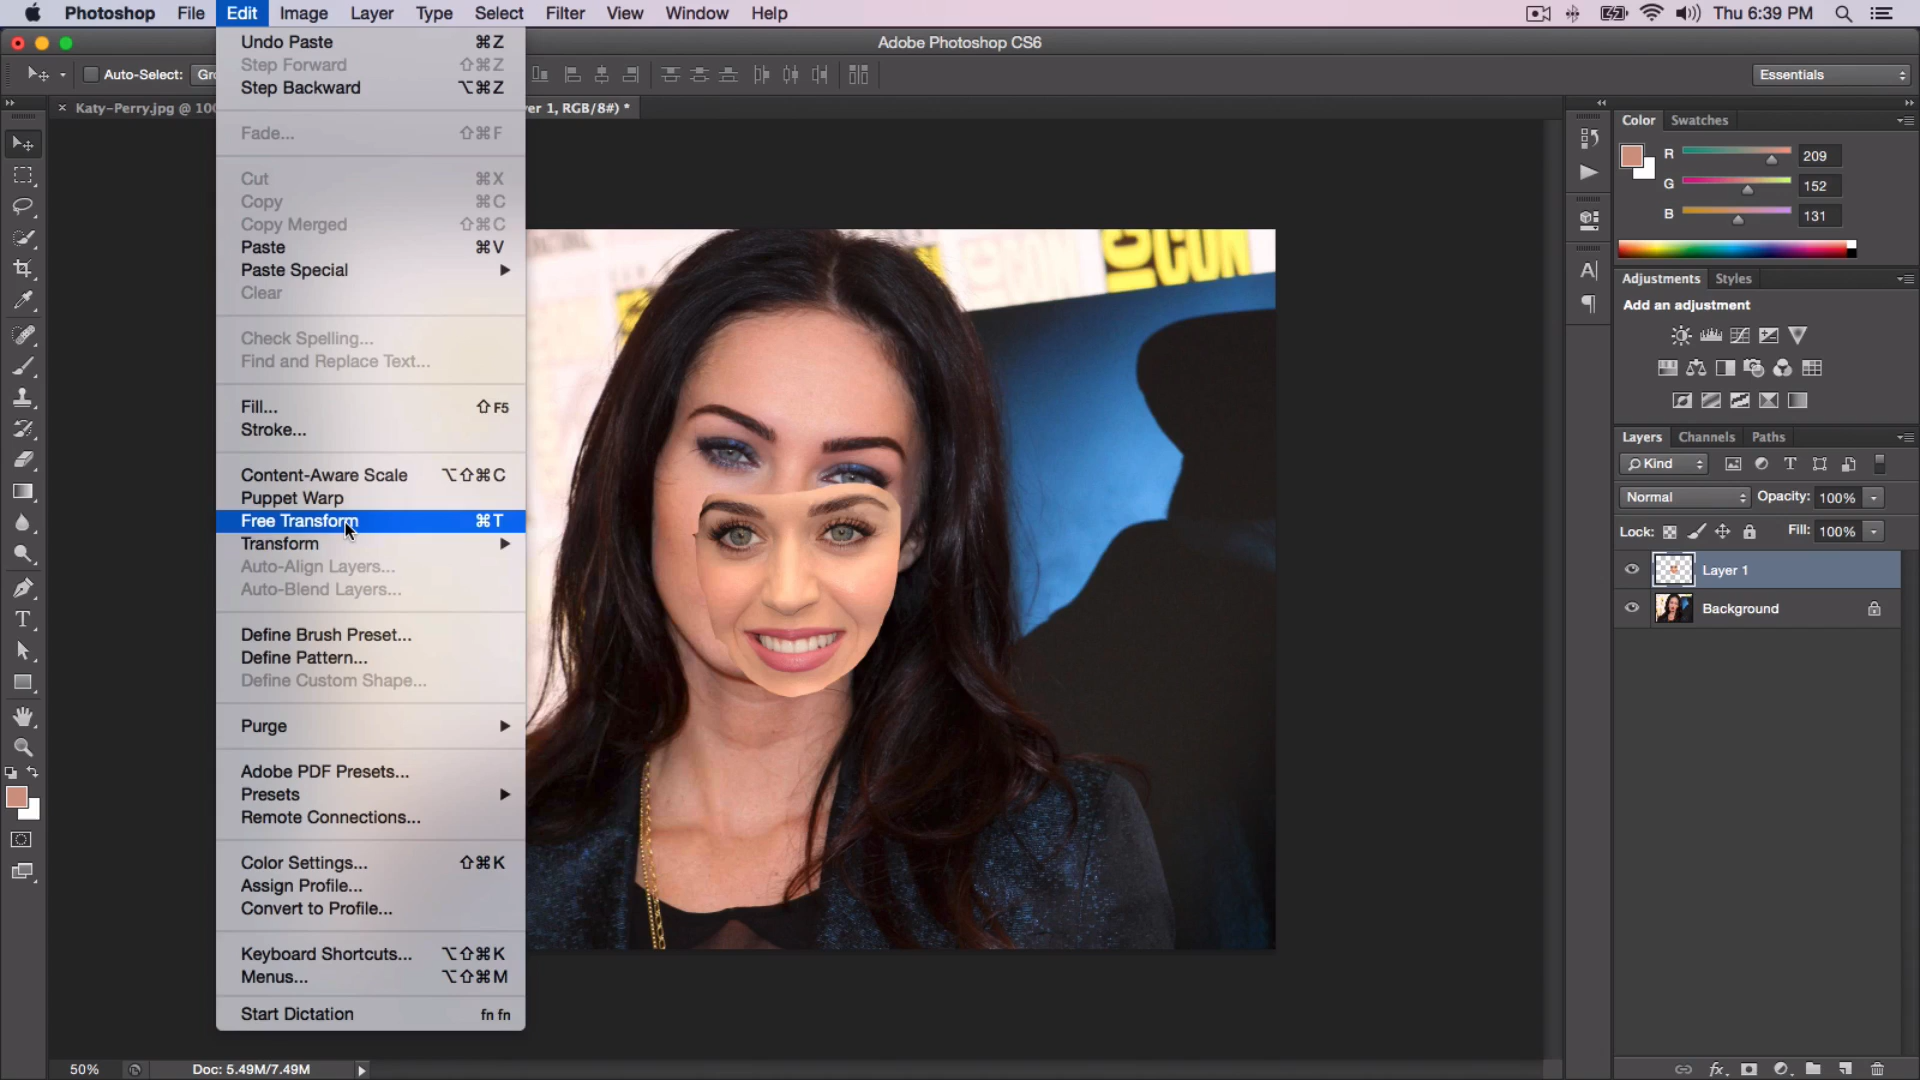 Photoshop File Edit Image Layer Type Select Filter View Window Help Thu 6:39 PM
Adobe Photoshop CS6
Auto-Select: Gro
Essentials
Katy-Perry.jpg @ 100
er 1, RGB/8#) *
Undo Paste ⌘Z
Step Forward ⇧⌘Z
Step Backward ⌥⌘Z
Fade... ⇧⌘F
Cut ⌘X
Copy ⌘C
Copy Merged ⇧⌘C
Paste ⌘V
Paste Special
Clear
Check Spelling...
Find and Replace Text...
Fill... ⇧F5
Stroke...
Content-Aware Scale ⌥⇧⌘C
Puppet Warp
Free Transform ⌘T
Transform
Auto-Align Layers...
Auto-Blend Layers...
Define Brush Preset...
Define Pattern...
Define Custom Shape...
Purge
Adobe PDF Presets...
Presets
Remote Connections...
Color Settings... ⇧⌘K
Assign Profile...
Convert to Profile...
Keyboard Shortcuts... ⌥⇧⌘K
Menus... ⌥⇧⌘M
Start Dictation fn fn
CON
Color Swatches
R 209
G 152
B 131
Adjustments Styles
Add an adjustment
Layers Channels Paths
Kind
Normal Opacity: 100%
Lock: Fill: 100%
Layer 1
Background
50% Doc: 5.49M/7.49M